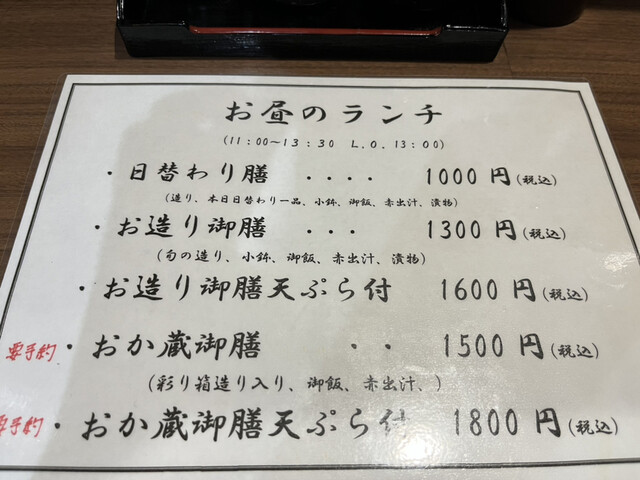 お昼のランチ
(11:00～13:30 L.O. 13:00)
・日替わり膳 ････ 1000円(税込)
(造り、本日日替わり一品、小鉢、御飯、赤出汁、漬物)
・お造り御膳 ･･･ 1300円(税込)
(旬の造り、小鉢、御飯、赤出汁、漬物)
・お造り御膳天ぷら付 1600円(税込)
要予約・おか蔵御膳 ･･ 1500円(税込)
(彩り箱造り入り、御飯、赤出汁、)
要予約・おか蔵御膳天ぷら付 1800円(税込)